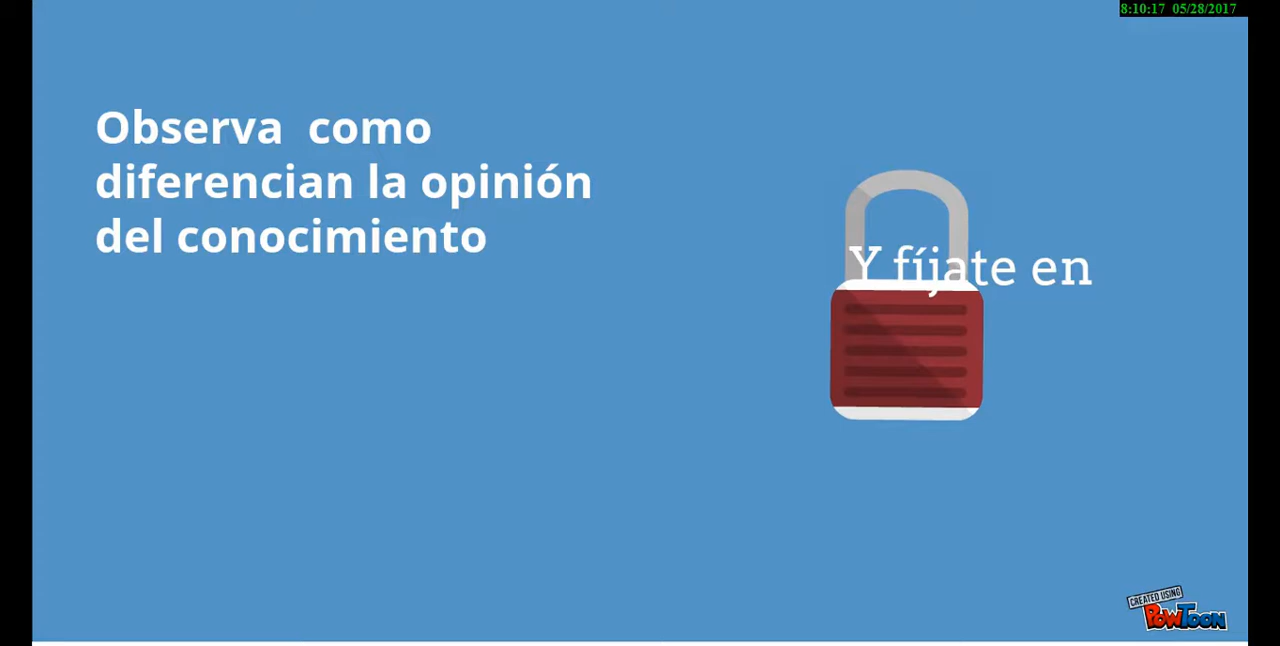 8:10:17 05/28/2017
Observa como
diferencian la opinión
del conocimiento
Y fíjate en
CREATED USING
POWTOON